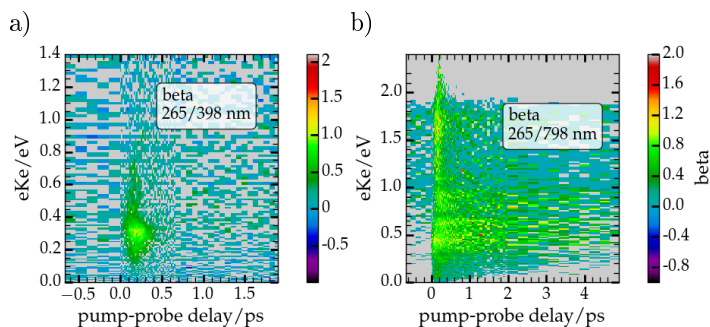 a)
eKe/eV
1.4
1.2
1.0
0.8
0.6
0.4
0.2
0.0
beta
265/398 nm
−0.5 0.0 0.5 1.0 1.5
pump-probe delay/ps
2.0
1.5
1.0
0.5
0.0
-0.5
b)
eKe/eV
2.0
1.5
1.0
0.5
0.0
beta
265/798 nm
0 1 2 3 4
pump-probe delay/ps
2.0
1.6
1.2
0.8
0.4
0.0
-0.4
-0.8
beta